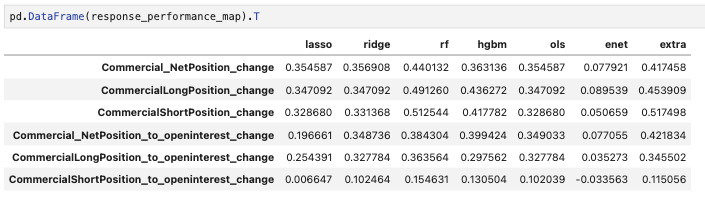 pd.DataFrame(response_performance_map).T
lasso ridge rf hgbm ols enet extra
Commercial_NetPosition_change 0.354587 0.356908 0.440132 0.363136 0.354587 0.077921 0.417458
CommercialLongPosition_change 0.347092 0.347092 0.491260 0.436272 0.347092 0.089539 0.453909
CommercialShortPosition_change 0.328680 0.331368 0.512544 0.417782 0.328680 0.050659 0.517498
Commercial_NetPosition_to_openinterest_change 0.196661 0.348736 0.384304 0.399424 0.349033 0.077055 0.421834
CommercialLongPosition_to_openinterest_change 0.254391 0.327784 0.363564 0.297562 0.327784 0.035273 0.345502
CommercialShortPosition_to_openinterest_change 0.006647 0.102464 0.154631 0.130504 0.102039 -0.033563 0.115056